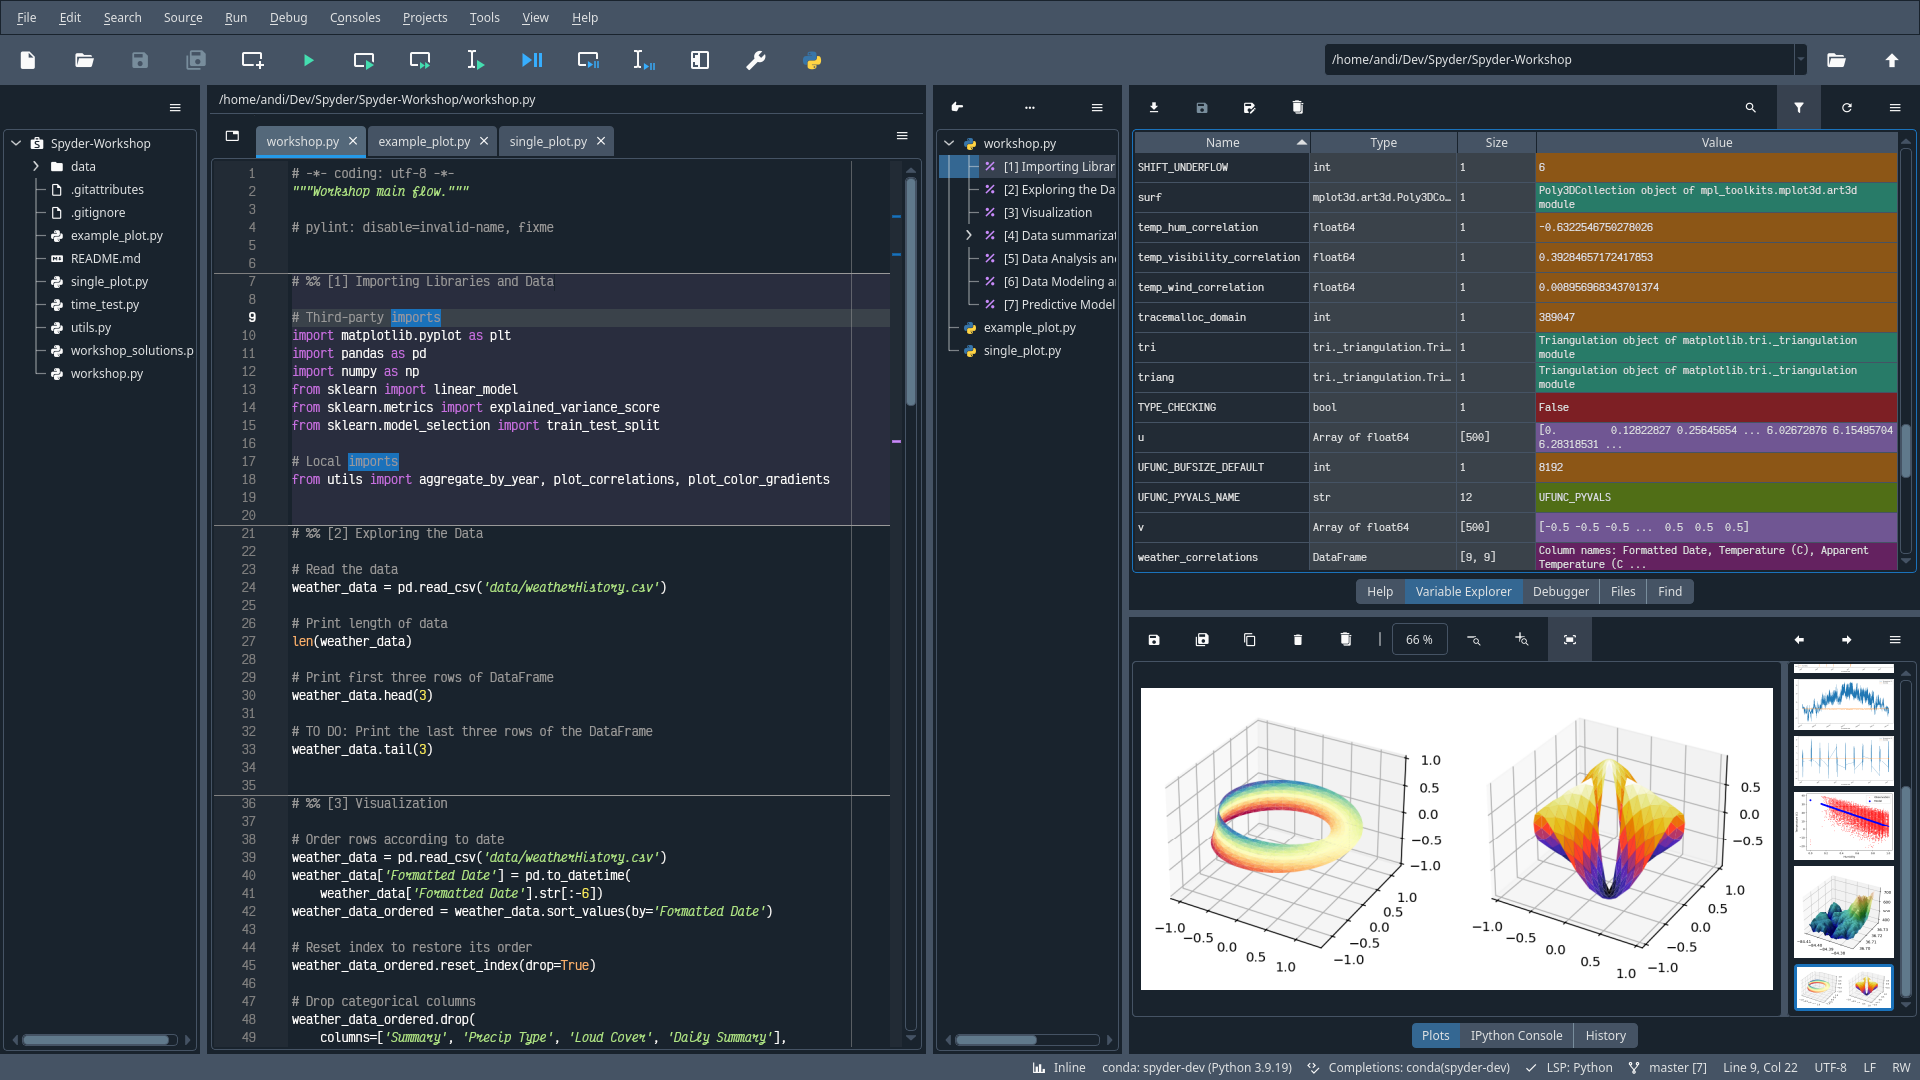 File Edit Search Source Run Debug Consoles Projects Tools View Help
/home/andi/Dev/Spyder/Spyder-Workshop
Spyder-Workshop
data
.gitattributes
.gitignore
example_plot.py
README.md
single_plot.py
time_test.py
utils.py
workshop_solutions.p
workshop.py
/home/andi/Dev/Spyder/Spyder-Workshop/workshop.py
workshop.py example_plot.py single_plot.py
1 # -*- coding: utf-8 -*-
2 """Workshop main flow."""
3
4 # pylint: disable=invalid-name, fixme
5
6
7 # %% [1] Importing Libraries and Data
8
9 # Third-party imports
10 import matplotlib.pyplot as plt
11 import pandas as pd
12 import numpy as np
13 from sklearn import linear_model
14 from sklearn.metrics import explained_variance_score
15 from sklearn.model_selection import train_test_split
16
17 # Local imports
18 from utils import aggregate_by_year, plot_correlations, plot_color_gradients
19
20
21 # %% [2] Exploring the Data
22
23 # Read the data
24 weather_data = pd.read_csv('data/weatherHistory.csv')
25
26 # Print length of data
27 len(weather_data)
28
29 # Print first three rows of DataFrame
30 weather_data.head(3)
31
32 # TO DO: Print the last three rows of the DataFrame
33 weather_data.tail(3)
34
35
36 # %% [3] Visualization
37
38 # Order rows according to date
39 weather_data = pd.read_csv('data/weatherHistory.csv')
40 weather_data['Formatted Date'] = pd.to_datetime(
41     weather_data['Formatted Date'].str[:-6])
42 weather_data_ordered = weather_data.sort_values(by='Formatted Date')
43
44 # Reset index to restore its order
45 weather_data_ordered.reset_index(drop=True)
46
47 # Drop categorical columns
48 weather_data_ordered.drop(
49     columns=['Summary', 'Precip Type', 'Loud Cover', 'Daily Summary'],
workshop.py
[1] Importing Librar
[2] Exploring the Da
[3] Visualization
[4] Data summarizat
[5] Data Analysis an
[6] Data Modeling a
[7] Predictive Model
example_plot.py
single_plot.py
Name Type Size Value
SHIFT_UNDERFLOW int 1 6
surf mplot3d.art3d.Poly3DCo… 1 Poly3DCollection object of mpl_toolkits.mplot3d.art3d
module
temp_hum_correlation float64 1 -0.6322546750278026
temp_visibility_correlation float64 1 0.39284657172417853
temp_wind_correlation float64 1 0.008956968343701374
tracemalloc_domain int 1 389047
tri tri._triangulation.Tri… 1 Triangulation object of matplotlib.tri._triangulation
module
triang tri._triangulation.Tri… 1 Triangulation object of matplotlib.tri._triangulation
module
TYPE_CHECKING bool 1 False
u Array of float64 [500] [0. 0.12822827 0.25645654 ... 6.02672876 6.15495704
6.28318531 ...
UFUNC_BUFSIZE_DEFAULT int 1 8192
UFUNC_PYVALS_NAME str 12 UFUNC_PYVALS
v Array of float64 [500] [-0.5 -0.5 -0.5 ... 0.5 0.5 0.5]
weather_correlations DataFrame [9, 9] Column names: Formatted Date, Temperature (C), Apparent
Temperature (C ...
Help Variable Explorer Debugger Files Find
66 %
1.0
0.5
0.0
−0.5
−1.0
1.0
0.5
0.0
−0.5
−1.0
−1.0
−0.5
0.0
0.5
1.0
0.5
0.0
−0.5
1.0
0.5
0.0
−0.5
−1.0
−1.0
−0.5
0.0
0.5
1.0
Plots IPython Console History
Inline conda: spyder-dev (Python 3.9.19) Completions: conda(spyder-dev) LSP: Python master [7] Line 9, Col 22 UTF-8 LF RW